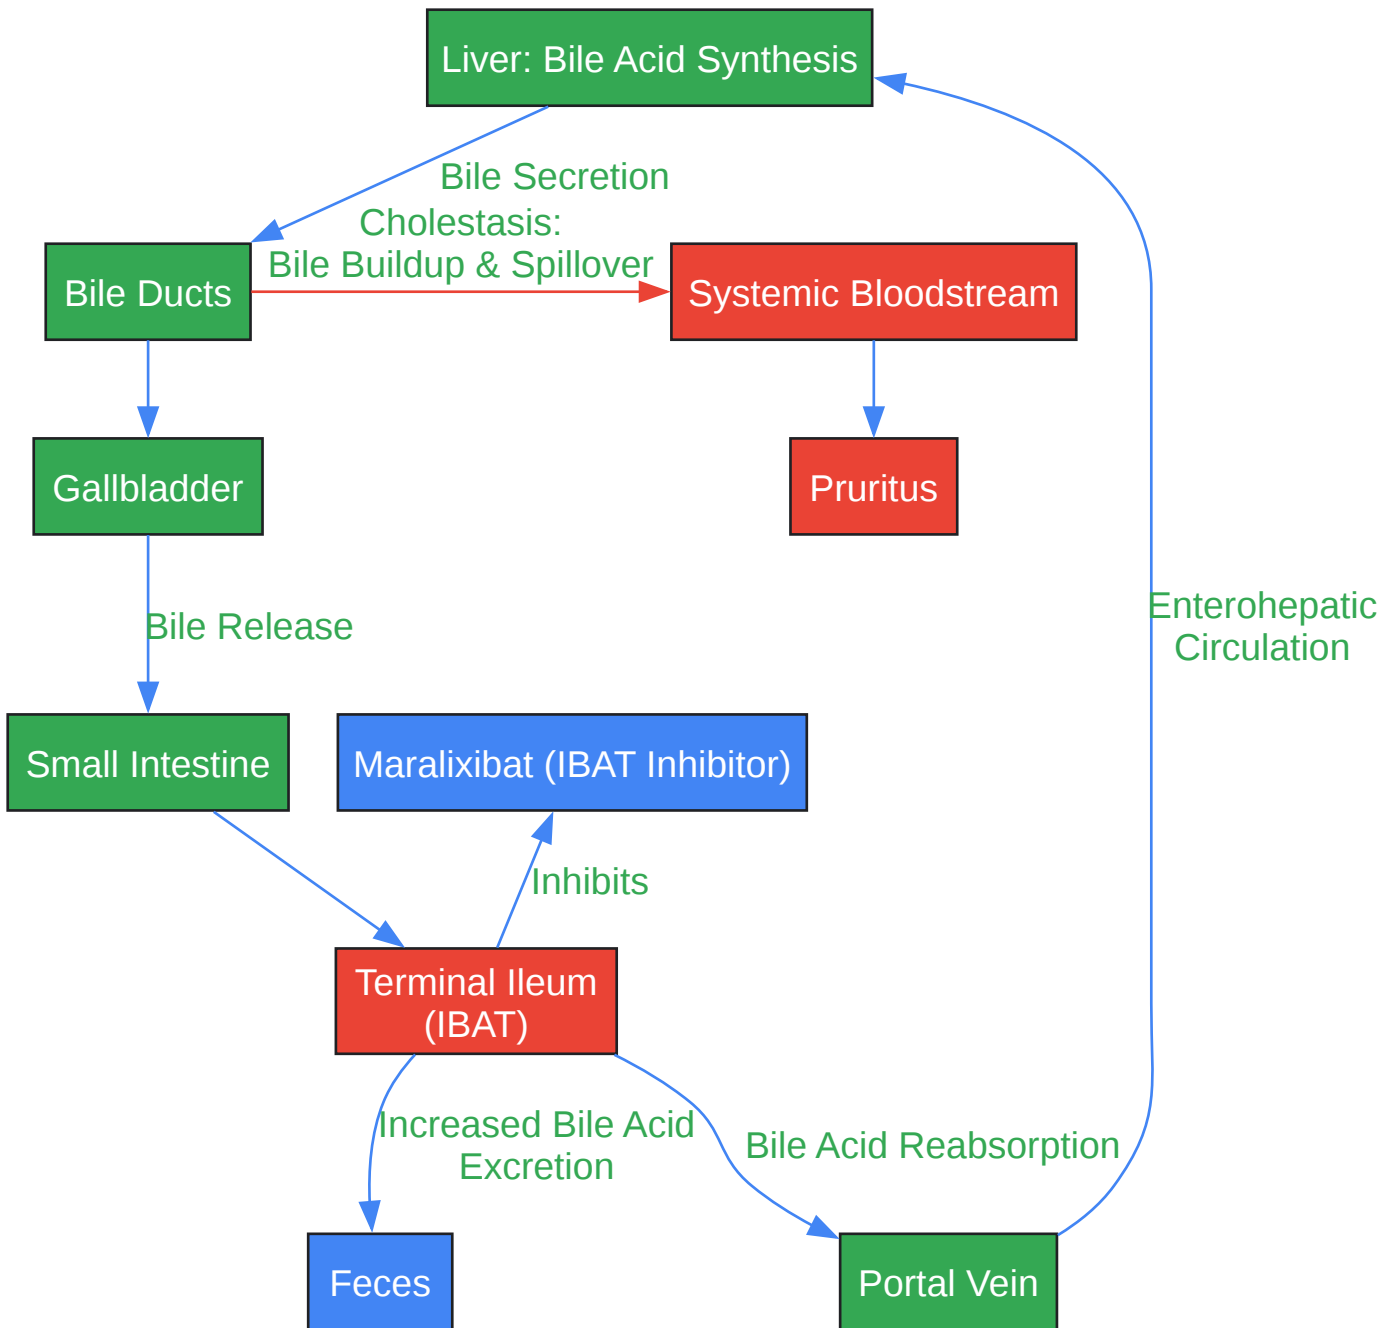 Liver: Bile Acid Synthesis
Bile Secretion
Cholestasis:
Bile Buildup & Spillover
Bile Ducts
Systemic Bloodstream
Gallbladder
Pruritus
Enterohepatic
Circulation
Bile Release
Small Intestine
Maralixibat (IBAT Inhibitor)
Inhibits
Terminal Ileum
(IBAT)
Increased Bile Acid
Excretion
Bile Acid Reabsorption
Feces
Portal Vein